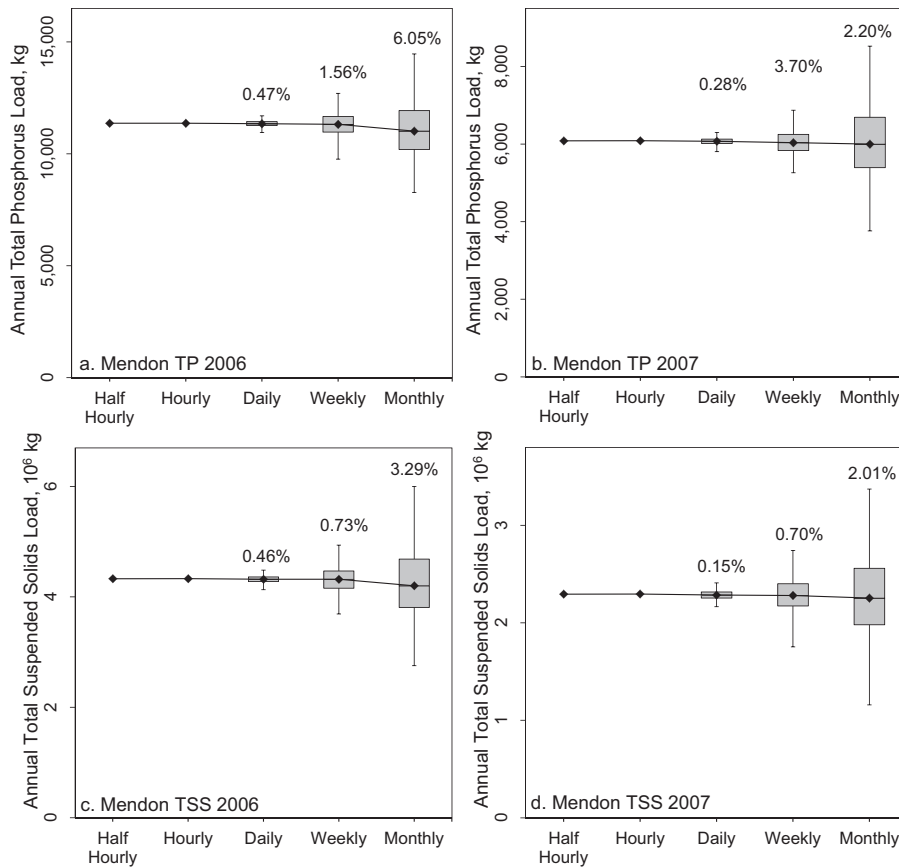 Annual Total Phosphorus Load, kg
15,000
10,000
5,000
0
0.47%
1.56%
6.05%
a. Mendon TP 2006
Half
Hourly
Hourly
Daily
Weekly
Monthly
Annual Total Phosphorus Load, kg
8,000
6,000
4,000
2,000
0
0.28%
3.70%
2.20%
b. Mendon TP 2007
Half
Hourly
Hourly
Daily
Weekly
Monthly
Annual Total Suspended Solids Load, 10⁶ kg
6
4
2
0
0.46%
0.73%
3.29%
c. Mendon TSS 2006
Half
Hourly
Hourly
Daily
Weekly
Monthly
Annual Total Suspended Solids Load, 10⁶ kg
3
2
1
0
0.15%
0.70%
2.01%
d. Mendon TSS 2007
Half
Hourly
Hourly
Daily
Weekly
Monthly